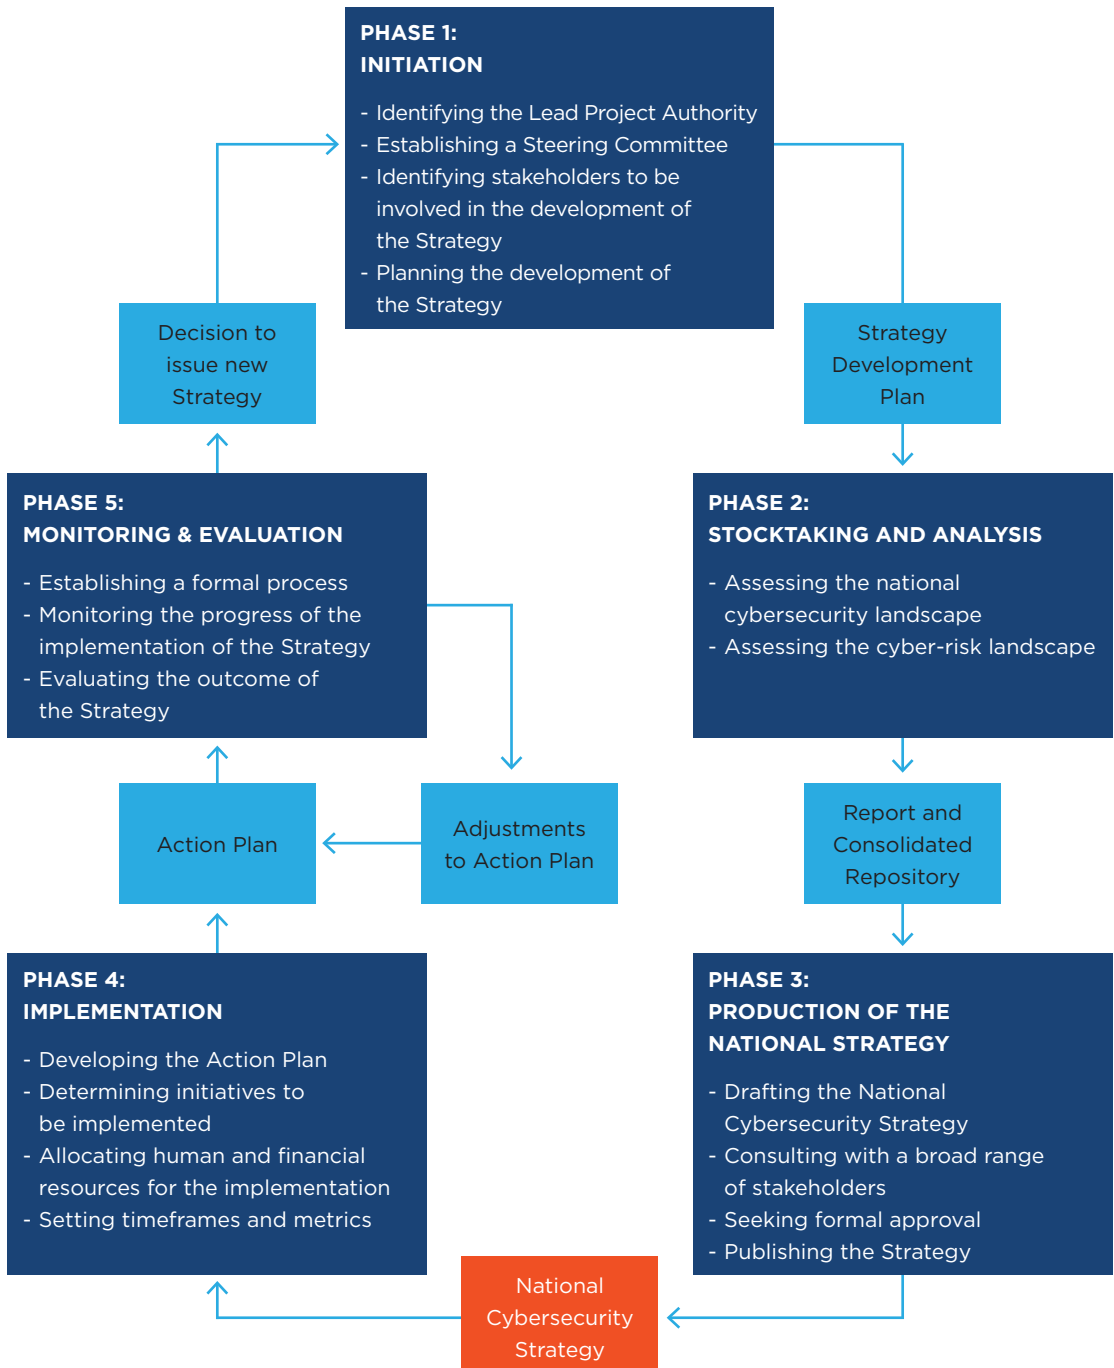 PHASE 1:
INITIATION
- Identifying the Lead Project Authority
- Establishing a Steering Committee
- Identifying stakeholders to be
involved in the development of
the Strategy
- Planning the development of
the Strategy
Decision to
issue new
Strategy
Strategy
Development
Plan
PHASE 5:
MONITORING & EVALUATION
- Establishing a formal process
- Monitoring the progress of the
implementation of the Strategy
- Evaluating the outcome of
the Strategy
PHASE 2:
STOCKTAKING AND ANALYSIS
- Assessing the national
cybersecurity landscape
- Assessing the cyber-risk landscape
Action Plan
Adjustments
to Action Plan
Report and
Consolidated
Repository
PHASE 4:
IMPLEMENTATION
- Developing the Action Plan
- Determining initiatives to
be implemented
- Allocating human and financial
resources for the implementation
- Setting timeframes and metrics
PHASE 3:
PRODUCTION OF THE
NATIONAL STRATEGY
- Drafting the National
Cybersecurity Strategy
- Consulting with a broad range
of stakeholders
- Seeking formal approval
- Publishing the Strategy
National
Cybersecurity
Strategy